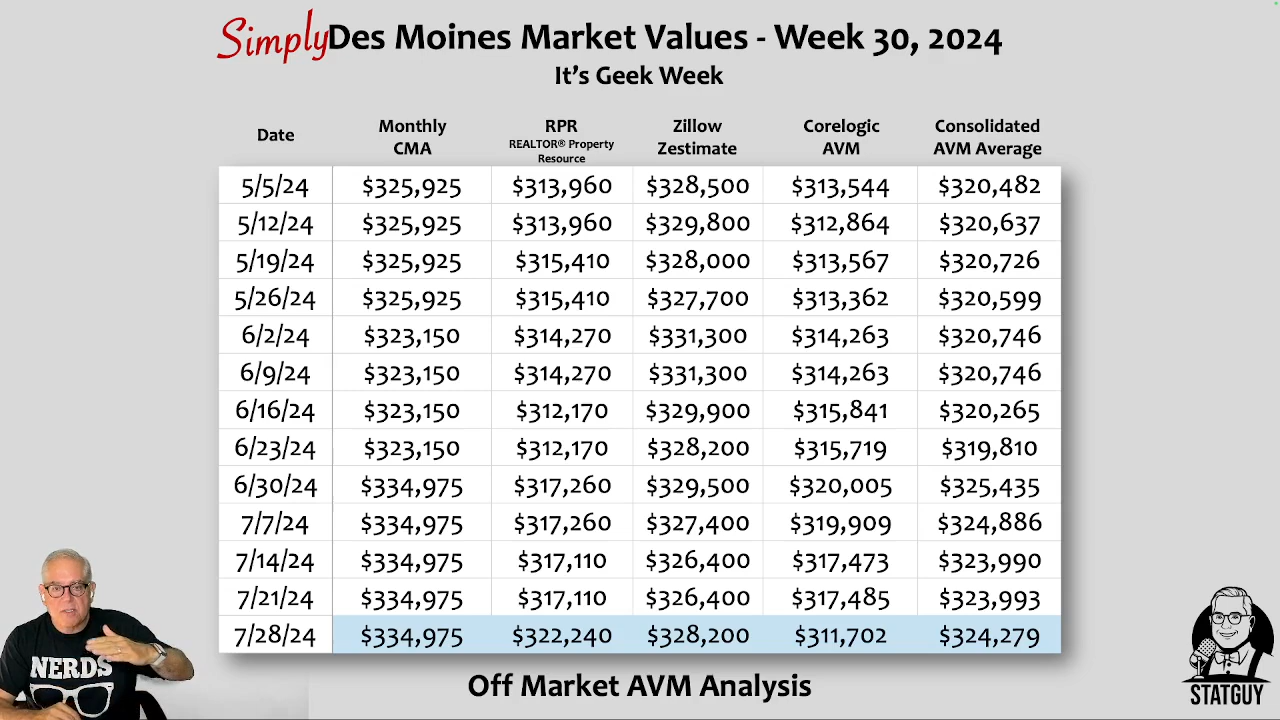 Simply Des Moines Market Values - Week 30, 2024
It's Geek Week
Date Monthly CMA RPR REALTOR® Property Resource Zillow Zestimate Corelogic AVM Consolidated AVM Average
5/5/24 $325,925 $313,960 $328,500 $313,544 $320,482
5/12/24 $325,925 $313,960 $329,800 $312,864 $320,637
5/19/24 $325,925 $315,410 $328,000 $313,567 $320,726
5/26/24 $325,925 $315,410 $327,700 $313,362 $320,599
6/2/24 $323,150 $314,270 $331,300 $314,263 $320,746
6/9/24 $323,150 $314,270 $331,300 $314,263 $320,746
6/16/24 $323,150 $312,170 $329,900 $315,841 $320,265
6/23/24 $323,150 $312,170 $328,200 $315,719 $319,810
6/30/24 $334,975 $317,260 $329,500 $320,005 $325,435
7/7/24 $334,975 $317,260 $327,400 $319,909 $324,886
7/14/24 $334,975 $317,110 $326,400 $317,473 $323,990
7/21/24 $334,975 $317,110 $326,400 $317,485 $323,993
7/28/24 $334,975 $322,240 $328,200 $311,702 $324,279
Off Market AVM Analysis
NERDS
STATGUY